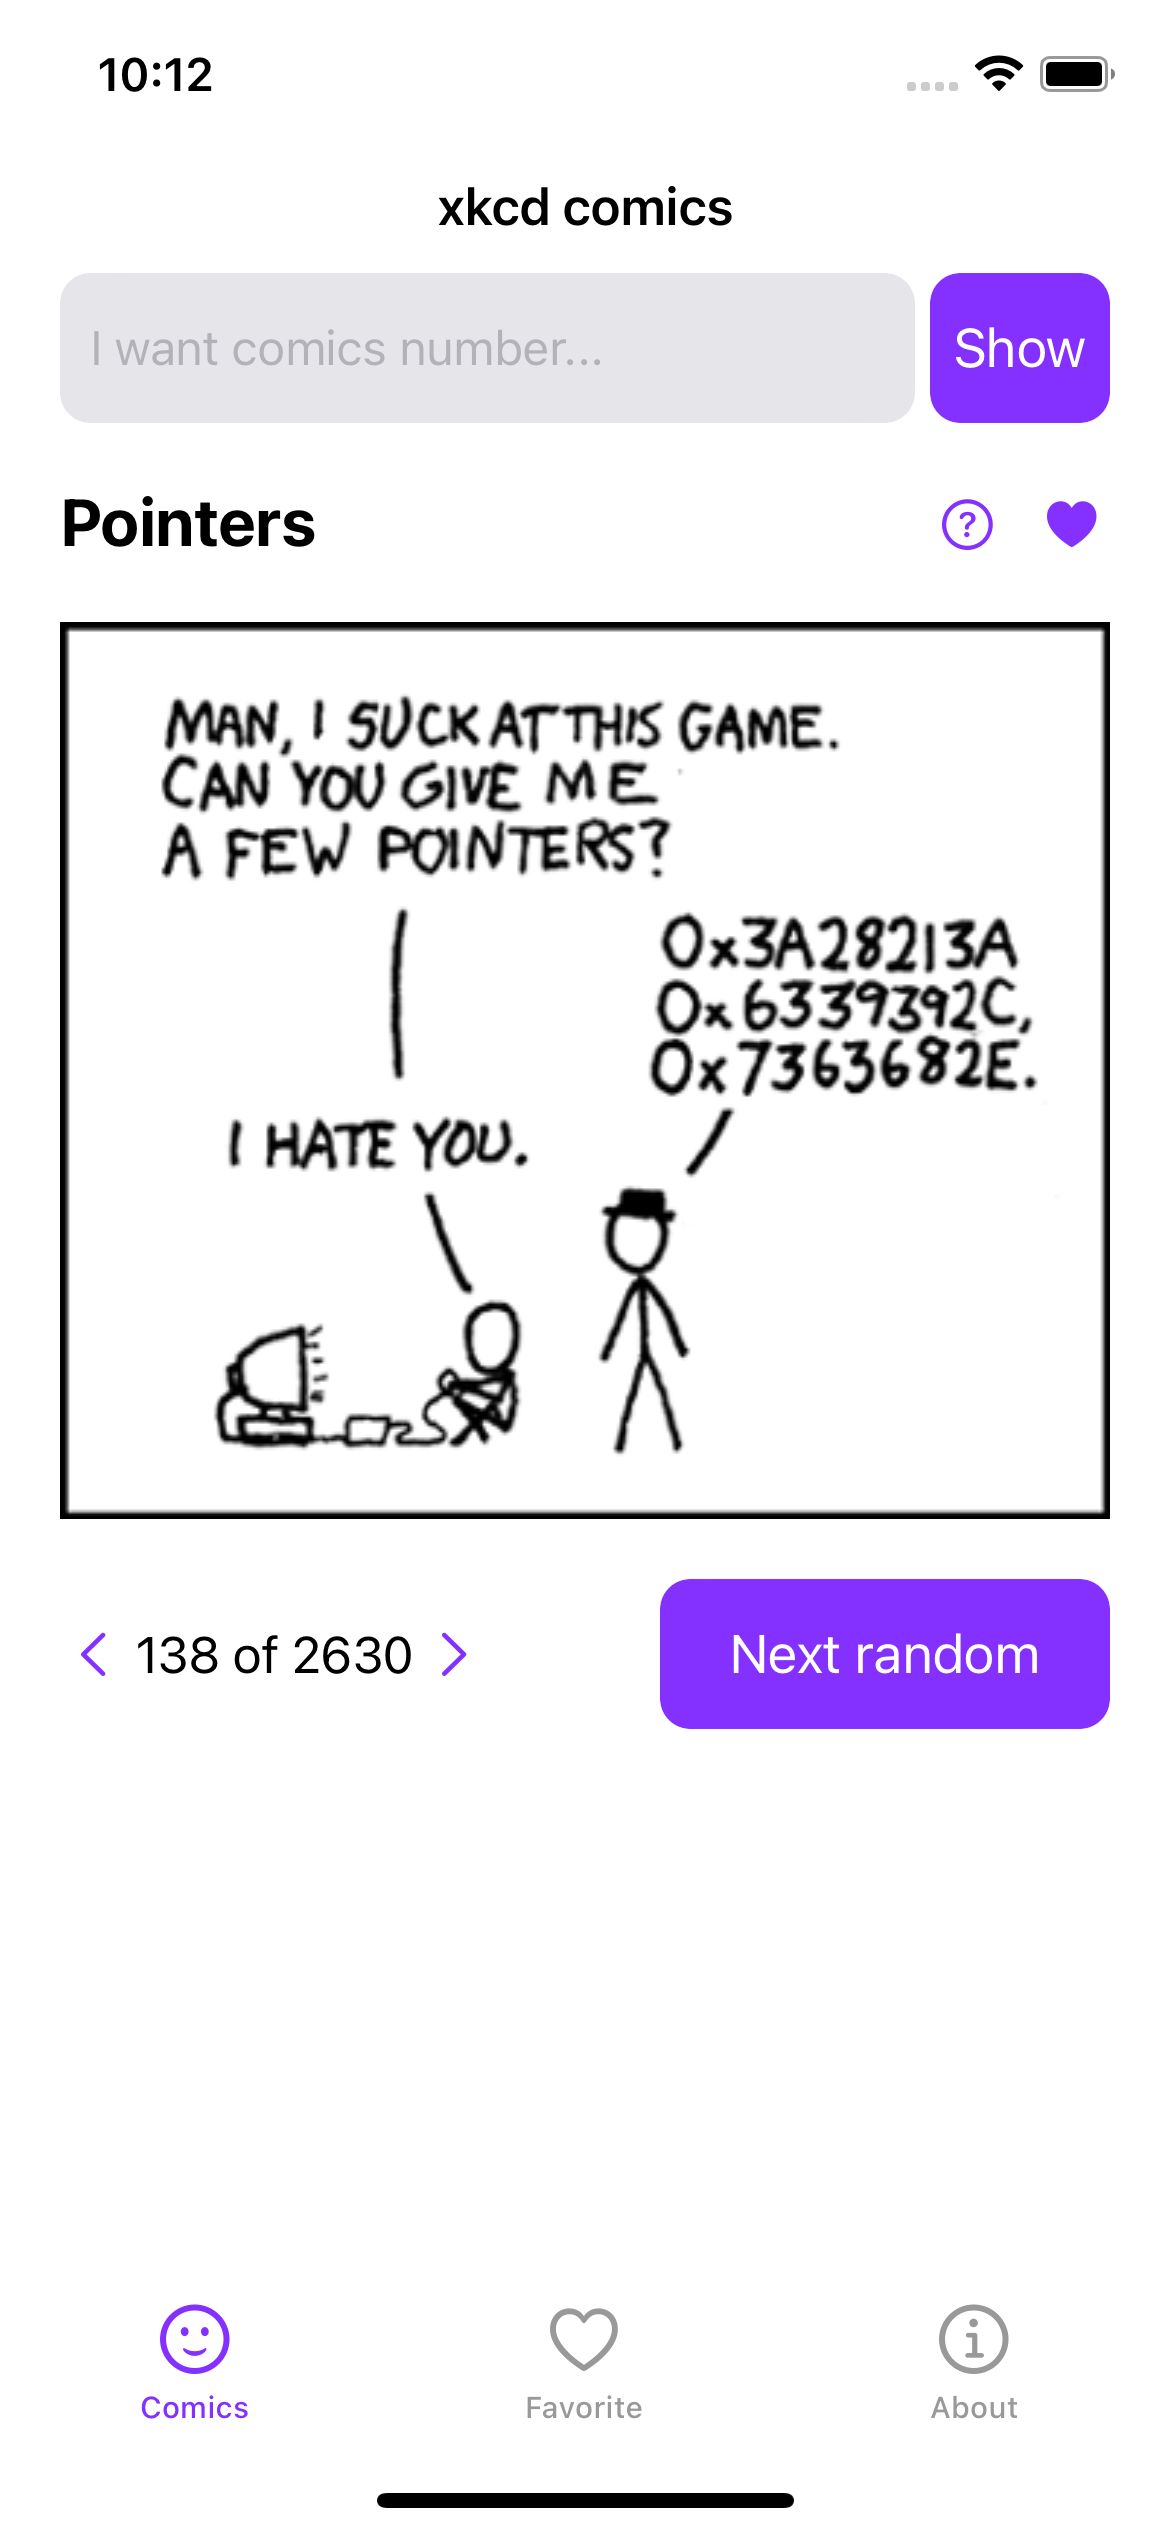 10:12
xkcd comics
I want comics number...
Show
Pointers
?
MAN, I SUCK AT THIS GAME.
CAN YOU GIVE ME
A FEW POINTERS?
0x3A28213A
0x6339392C,
0x7363682E.
I HATE YOU.
138 of 2630
Next random
Comics
Favorite
About